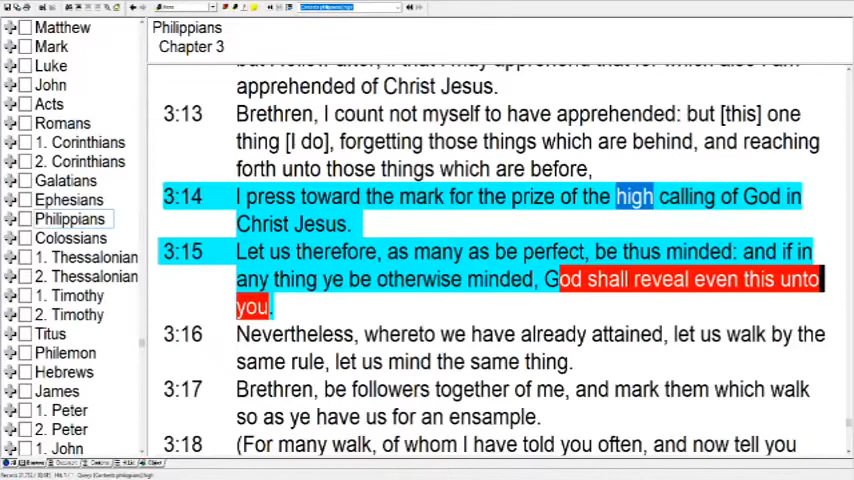 Matthew
Mark
Luke
John
Acts
Romans
1. Corinthians
2. Corinthians
Galatians
Ephesians
Philippians
Colossians
1. Thessalonian
2. Thessalonian
1. Timothy
2. Timothy
Titus
Philemon
Hebrews
James
1. Peter
2. Peter
1. John
Philippians
Chapter 3
apprehended of Christ Jesus.
3:13 Brethren, I count not myself to have apprehended: but [this] one
thing [I do], forgetting those things which are behind, and reaching
forth unto those things which are before,
3:14 I press toward the mark for the prize of the high calling of God in
Christ Jesus.
3:15 Let us therefore, as many as be perfect, be thus minded: and if in
any thing ye be otherwise minded, God shall reveal even this unto
you.
3:16 Nevertheless, whereto we have already attained, let us walk by the
same rule, let us mind the same thing.
3:17 Brethren, be followers together of me, and mark them which walk
so as ye have us for an ensample.
3:18 (For many walk, of whom I have told you often, and now tell you